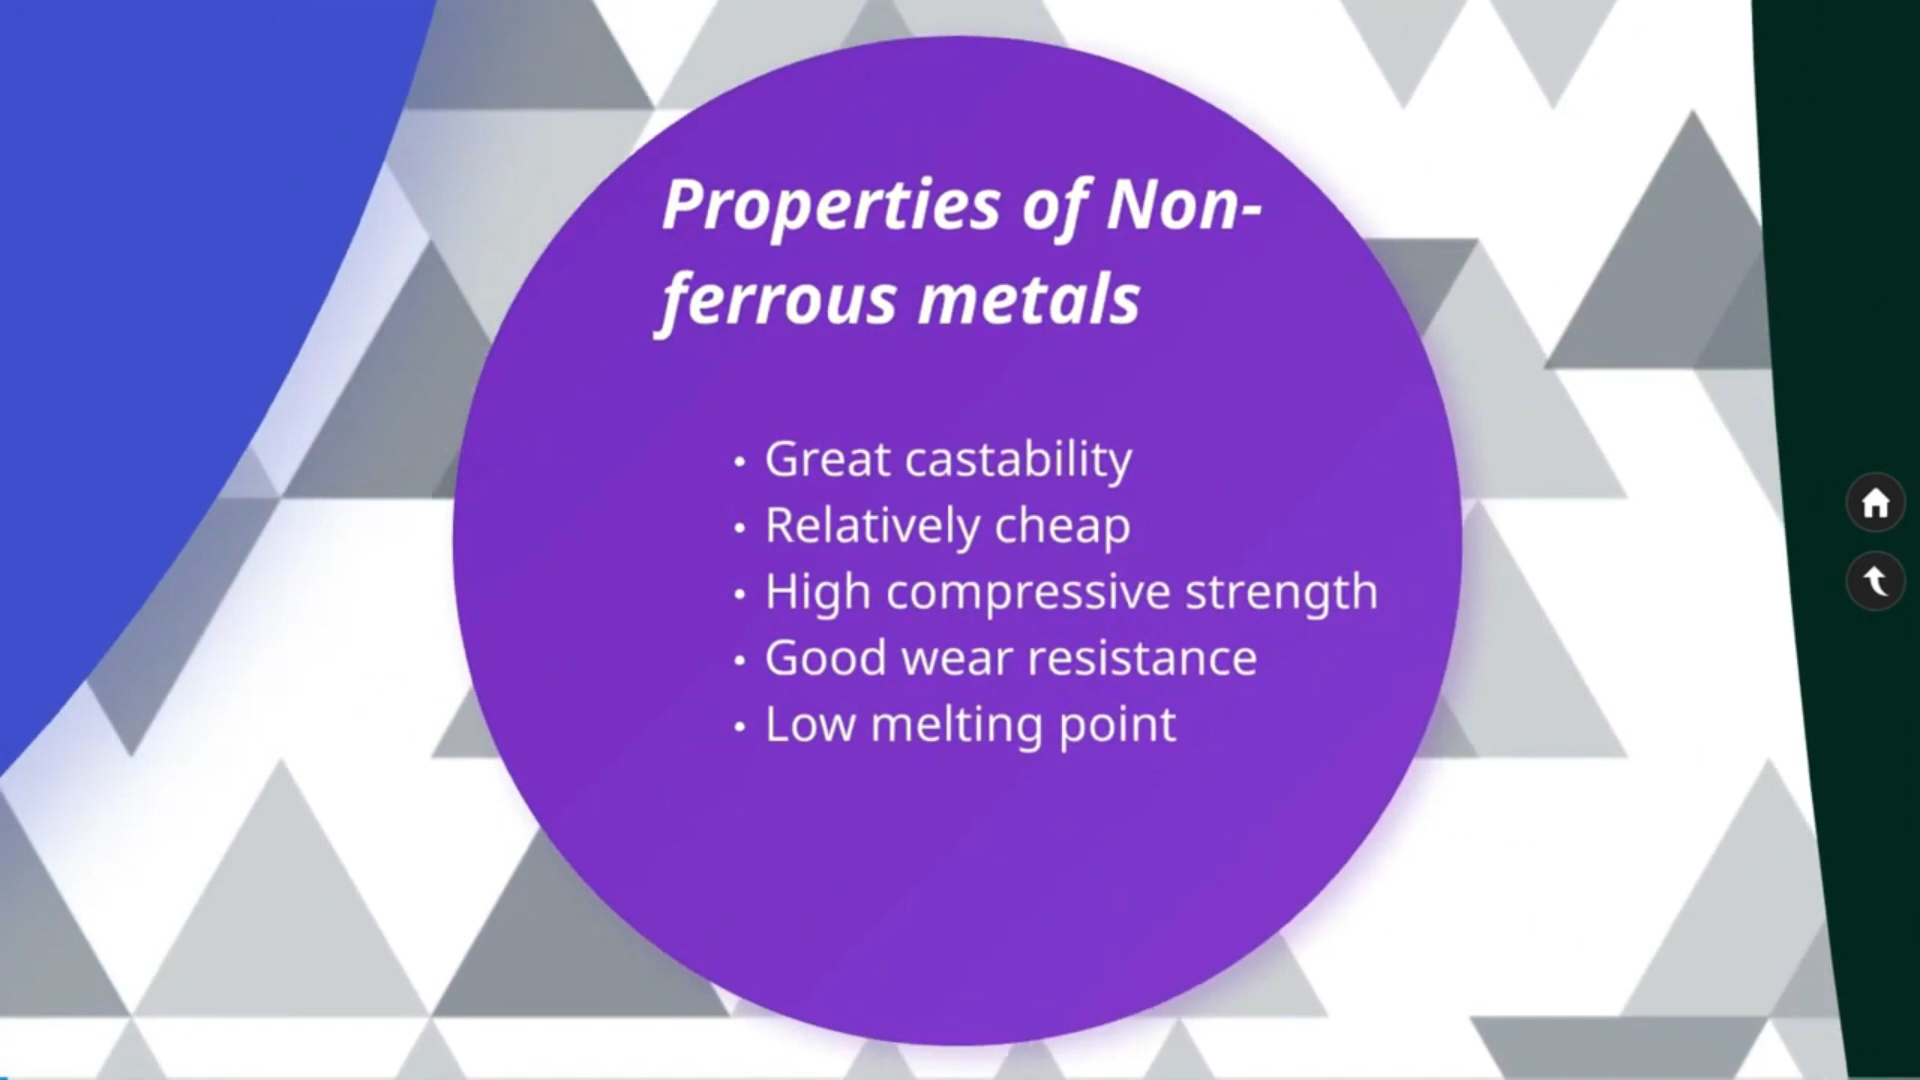 Properties of Non-
ferrous metals
• Great castability
• Relatively cheap
• High compressive strength
• Good wear resistance
• Low melting point